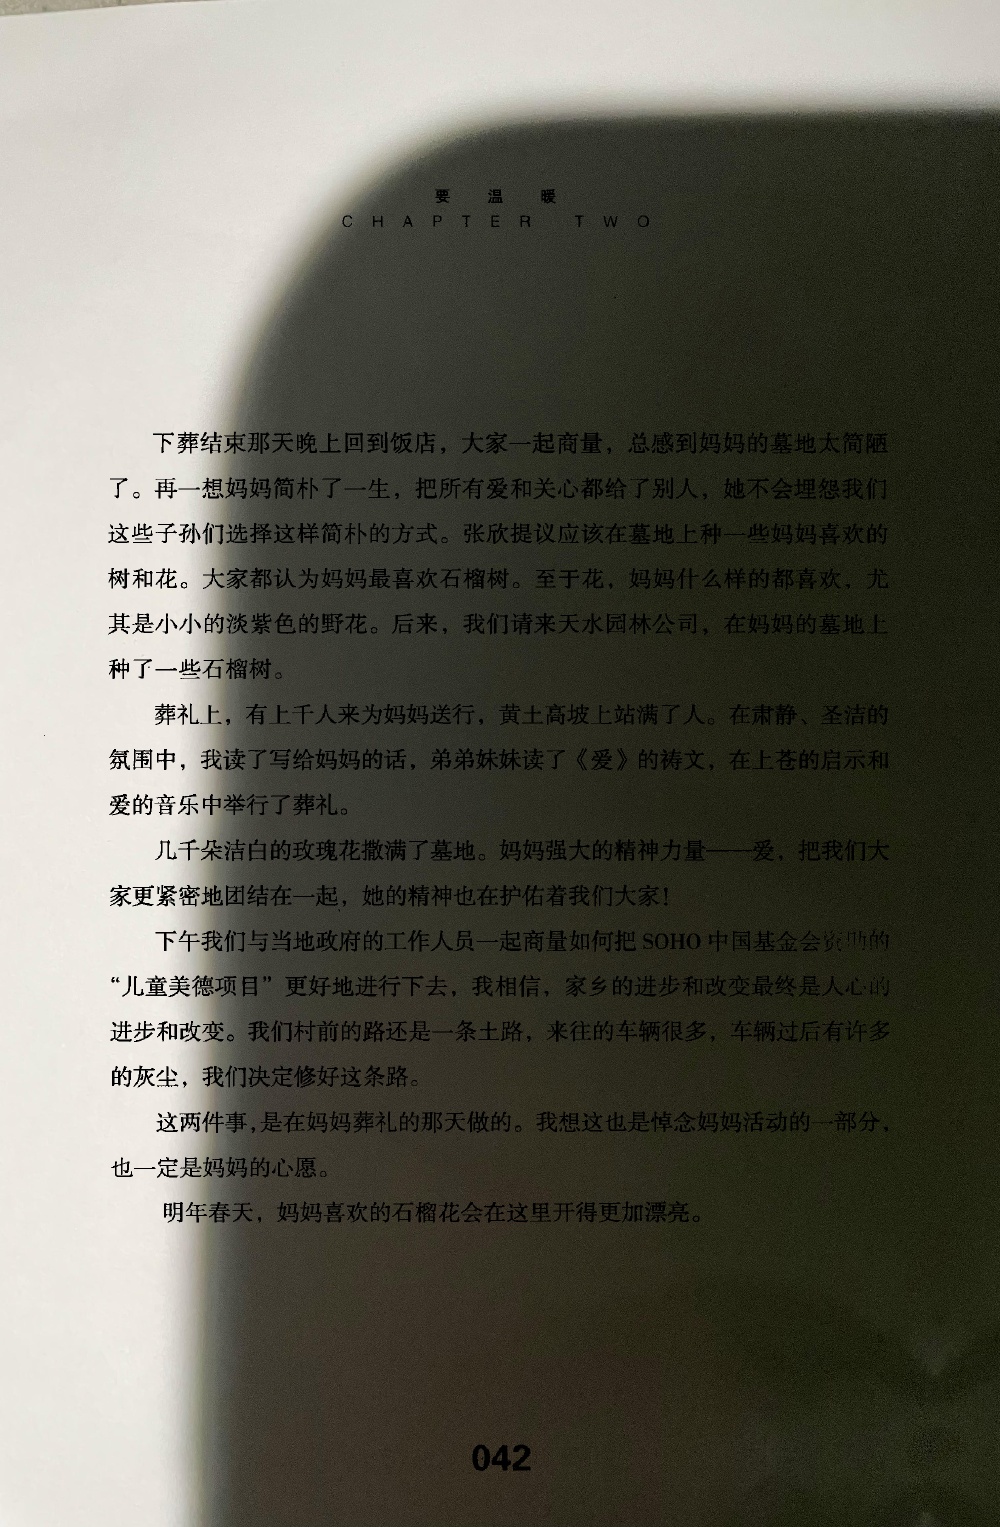 要温暖
CHAPTER TWO
下葬结束那天晚上回到饭店，大家一起商量，总感到妈妈的墓地太简陋
了。再一想妈妈简朴了一生，把所有爱和关心都给了别人，她不会埋怨我们
这些子孙们选择这样简朴的方式。张欣提议应该在墓地上种一些妈妈喜欢的
树和花。大家都认为妈妈最喜欢石榴树。至于花，妈妈什么样的都喜欢，尤
其是小小的淡紫色的野花。后来，我们请来天水园林公司，在妈妈的墓地上
种了一些石榴树。
葬礼上，有上千人来为妈妈送行，黄土高坡上站满了人。在肃静、圣洁的
氛围中，我读了写给妈妈的话，弟弟妹妹读了《爱》的祷文，在上苍的启示和
爱的音乐中举行了葬礼。
几千朵洁白的玫瑰花撒满了墓地。妈妈强大的精神力量——爱，把我们大
家更紧密地团结在一起，她的精神也在护佑着我们大家！
下午我们与当地政府的工作人员一起商量如何把 SOHO 中国基金会资助的
“儿童美德项目”更好地进行下去，我相信，家乡的进步和改变最终是人心的
进步和改变。我们村前的路还是一条土路，来往的车辆很多，车辆过后有许多
的灰尘，我们决定修好这条路。
这两件事，是在妈妈葬礼的那天做的。我想这也是悼念妈妈活动的一部分，
也一定是妈妈的心愿。
明年春天，妈妈喜欢的石榴花会在这里开得更加漂亮。
042